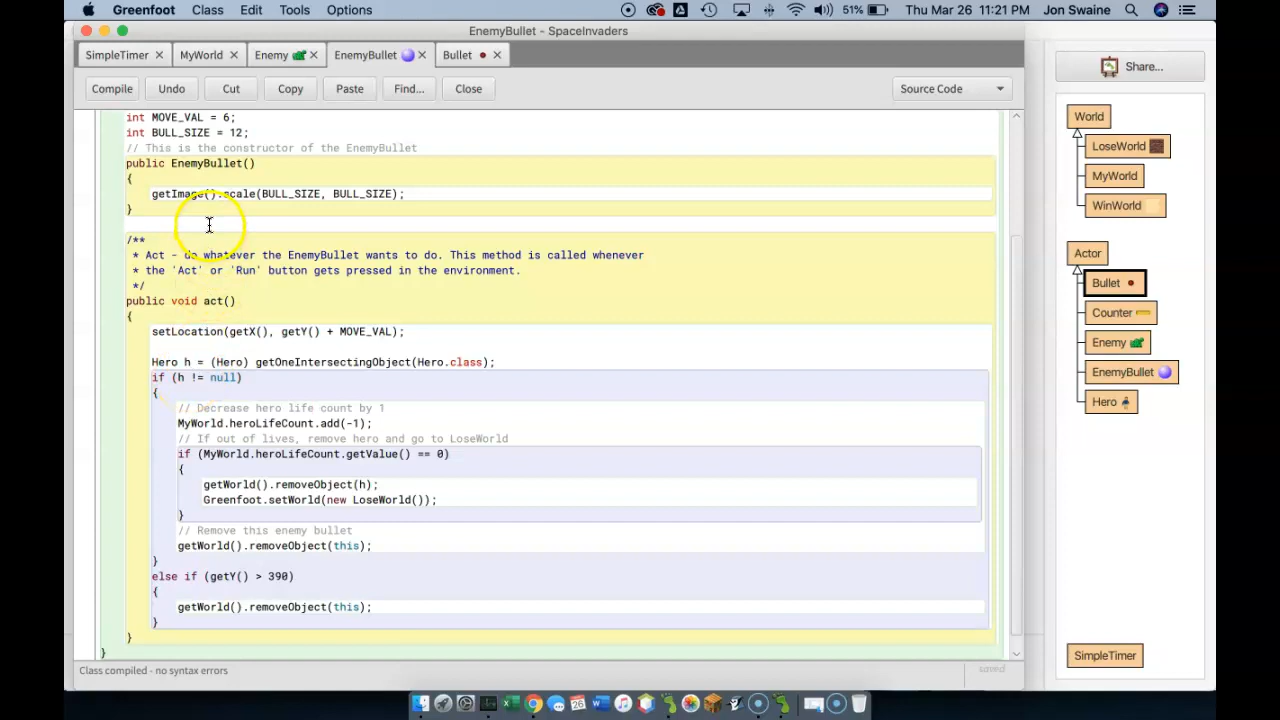 Greenfoot Class Edit Tools Options 51% Thu Mar 26 11:21 PM Jon Swaine
EnemyBullet - SpaceInvaders
SimpleTimer MyWorld Enemy EnemyBullet Bullet
Compile Undo Cut Copy Paste Find... Close Source Code
int MOVE_VAL = 6;
int BULL_SIZE = 12;
// This is the constructor of the EnemyBullet
public EnemyBullet()
{
getImage().scale(BULL_SIZE, BULL_SIZE);
}
/**
* Act - do whatever the EnemyBullet wants to do. This method is called whenever
* the 'Act' or 'Run' button gets pressed in the environment.
*/
public void act()
{
setLocation(getX(), getY() + MOVE_VAL);
Hero h = (Hero) getOneIntersectingObject(Hero.class);
if (h != null)
{
// Decrease hero life count by 1
MyWorld.heroLifeCount.add(-1);
// If out of lives, remove hero and go to LoseWorld
if (MyWorld.heroLifeCount.getValue() == 0)
{
getWorld().removeObject(h);
Greenfoot.setWorld(new LoseWorld());
}
// Remove this enemy bullet
getWorld().removeObject(this);
}
else if (getY() > 390)
{
getWorld().removeObject(this);
}
}
}
Class compiled - no syntax errors
saved
Share...
World
LoseWorld
MyWorld
WinWorld
Actor
Bullet
Counter
Enemy
EnemyBullet
Hero
SimpleTimer